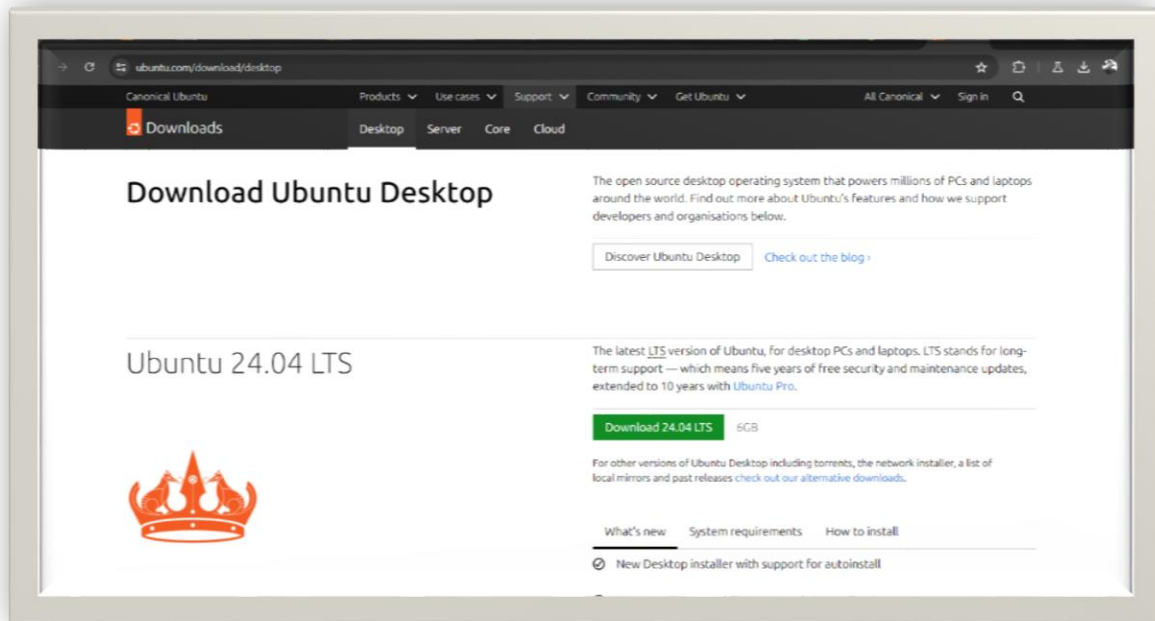 ubuntu.com/download/desktop
Canonical Ubuntu Products Use cases Support Community Get Ubuntu All Canonical Sign in
Downloads Desktop Server Core Cloud
Download Ubuntu Desktop
The open source desktop operating system that powers millions of PCs and laptops
around the world. Find out more about Ubuntu's features and how we support
developers and organisations below.
Discover Ubuntu Desktop Check out the blog ›
Ubuntu 24.04 LTS
The latest LTS version of Ubuntu, for desktop PCs and laptops. LTS stands for long-
term support — which means five years of free security and maintenance updates,
extended to 10 years with Ubuntu Pro.
Download 24.04 LTS 6GB
For other versions of Ubuntu Desktop including torrents, the network installer, a list of
local mirrors and past releases check out our alternative downloads.
What's new System requirements How to install
New Desktop installer with support for autoinstall